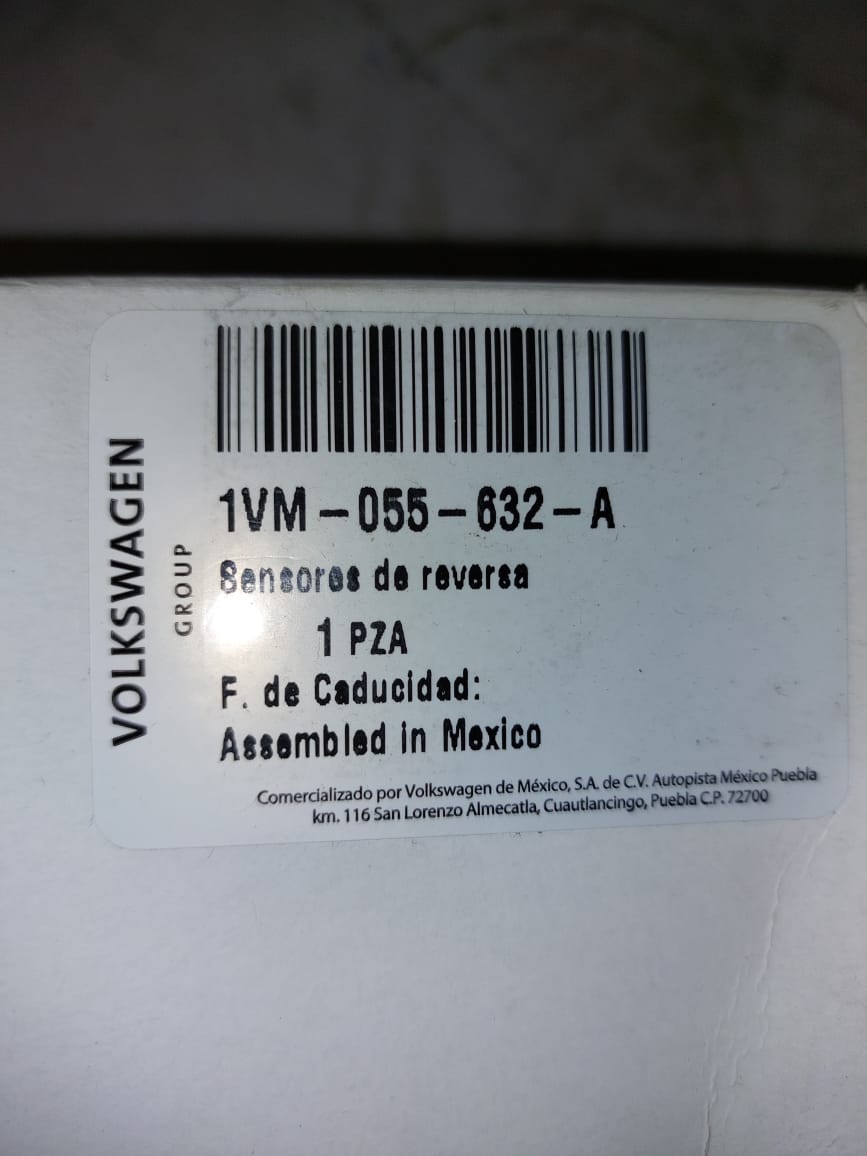 VOLKSWAGEN
GROUP
1VM-055-632-A
Sensores de reversa
1 PZA
F. de Caducidad:
Assembled in Mexico
Comercializado por Volkswagen de México, S.A. de C.V. Autopista México Puebla
km. 116 San Lorenzo Almecatla, Cuautlancingo, Puebla C.P. 72700